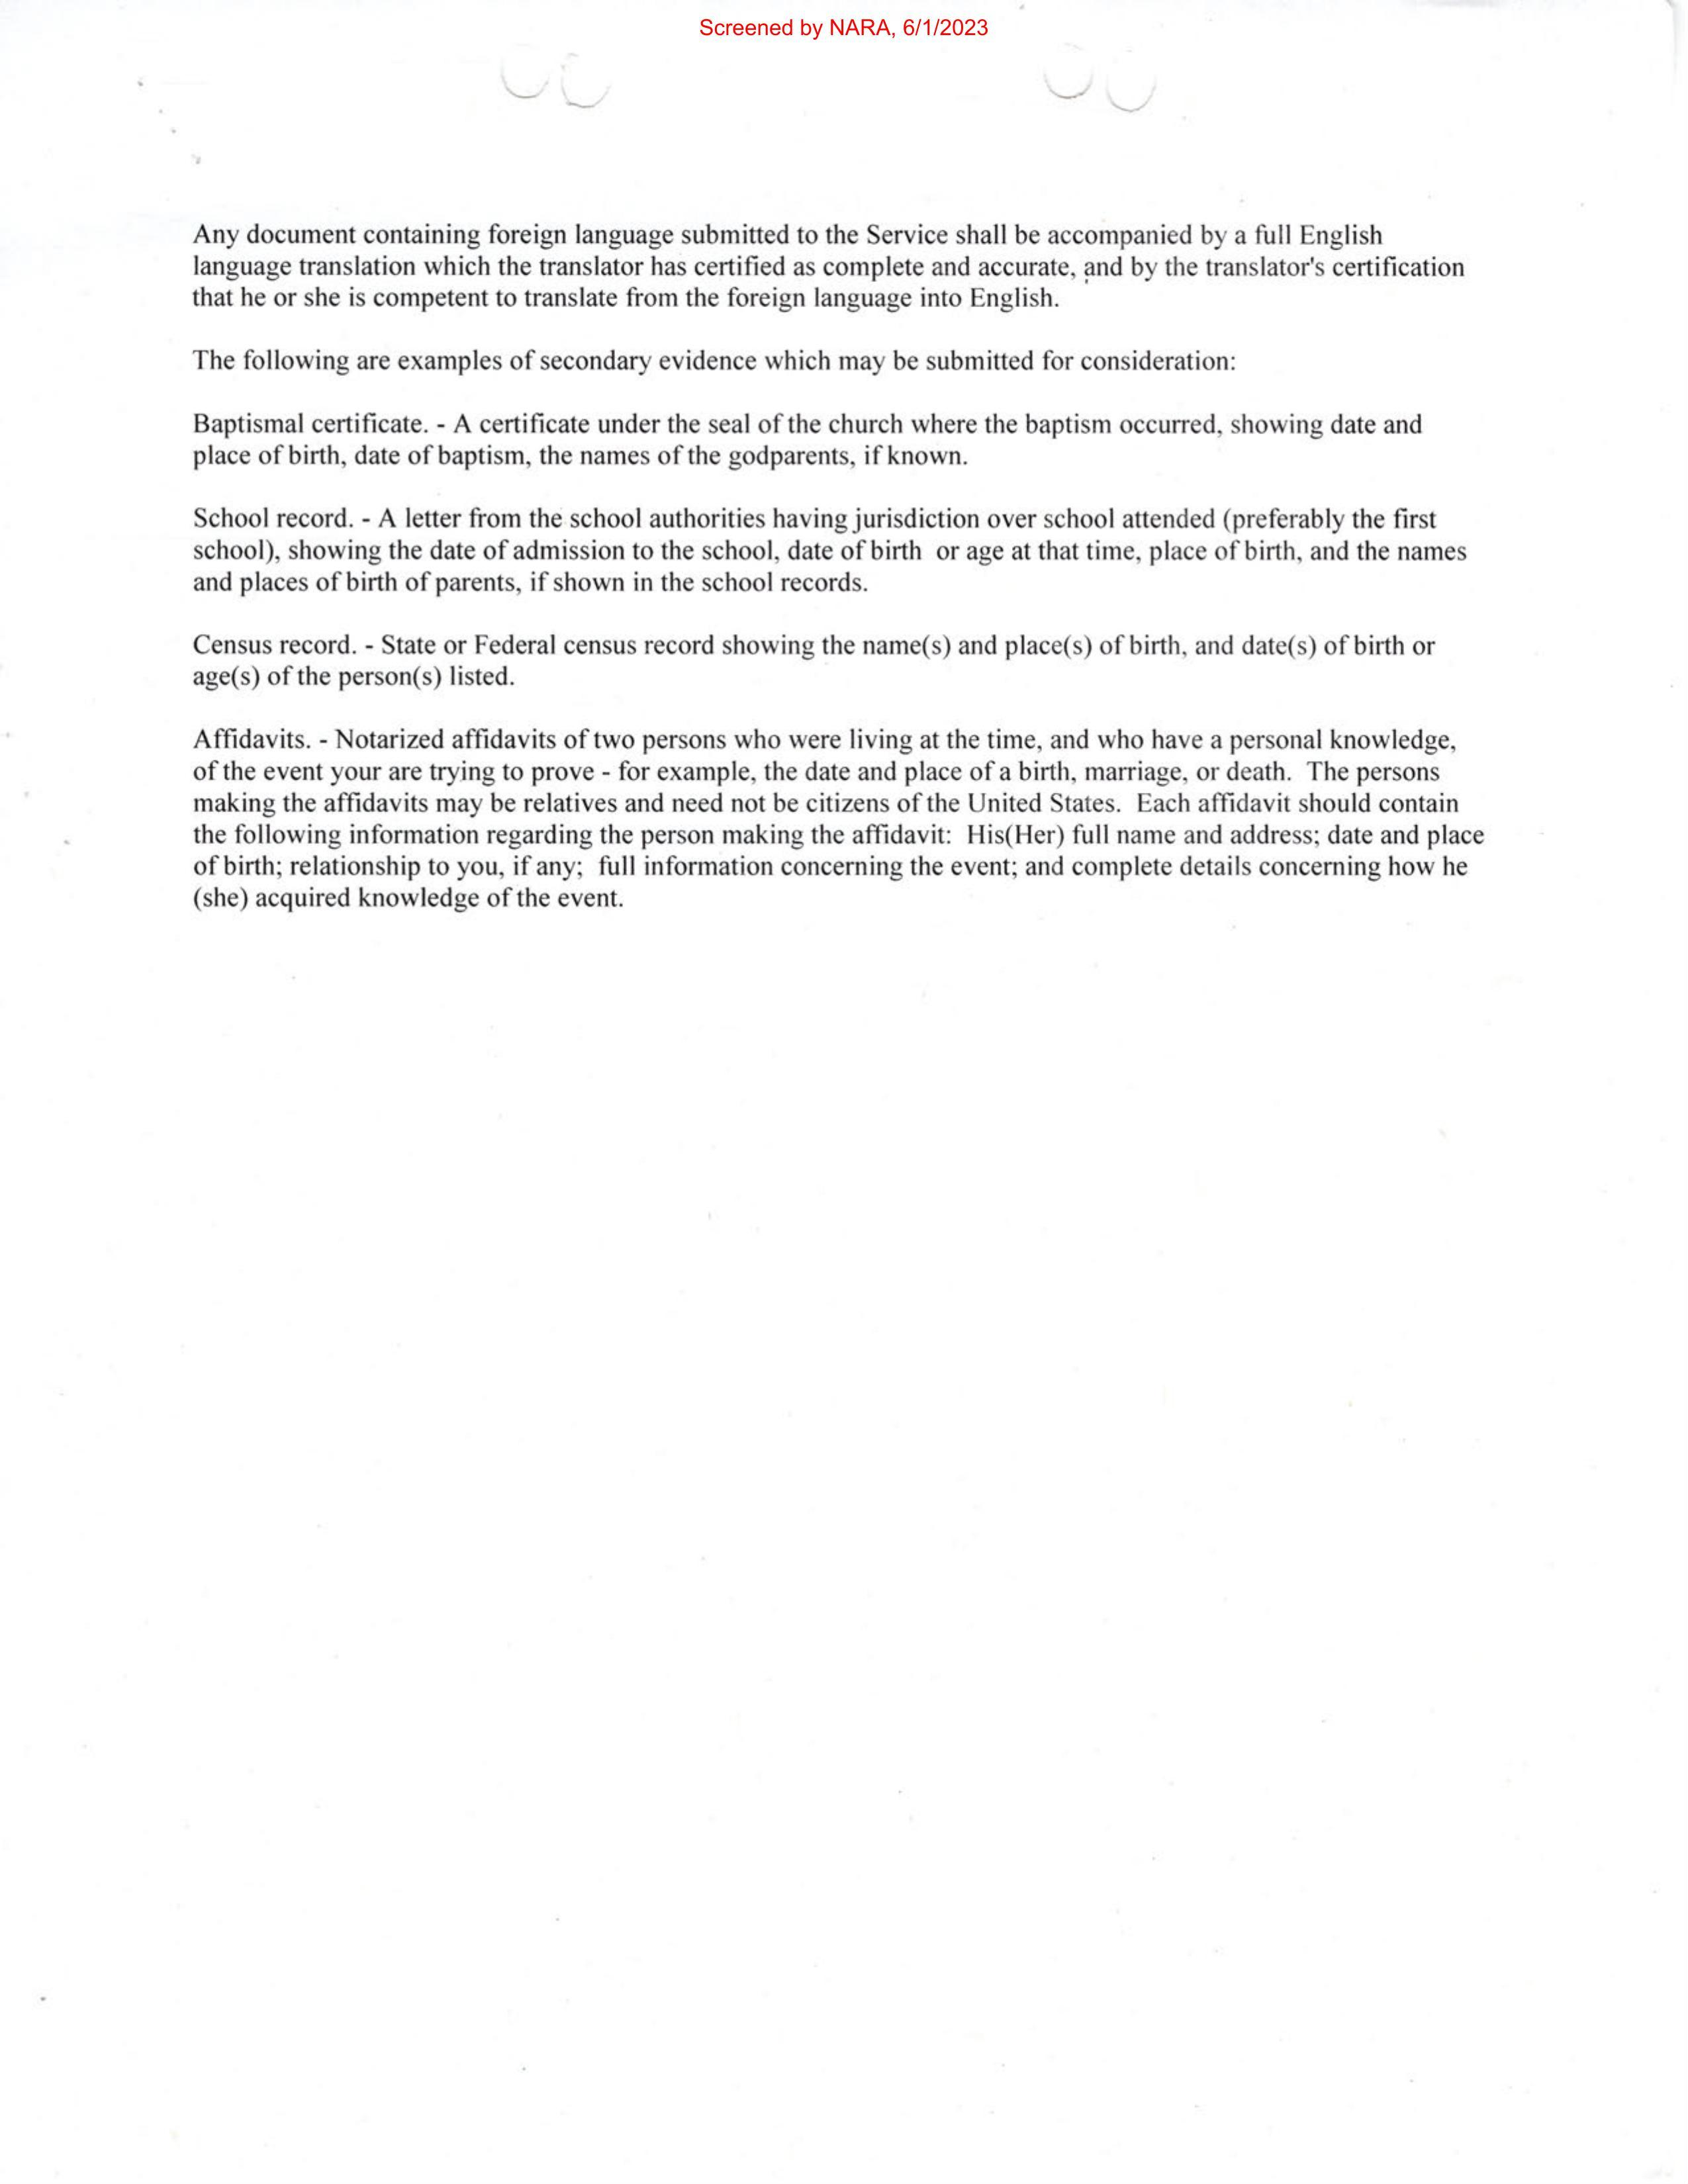 Screened by NARA, 6/1/2023
Any document containing foreign language submitted to the Service shall be accompanied by a full English
language translation which the translator has certified as complete and accurate, and by the translator's certification
that he or she is competent to translate from the foreign language into English.
The following are examples of secondary evidence which may be submitted for consideration:
Baptismal certificate. - A certificate under the seal of the church where the baptism occurred, showing date and
place of birth, date of baptism, the names of the godparents, if known.
School record. - A letter from the school authorities having jurisdiction over school attended (preferably the first
school), showing the date of admission to the school, date of birth or age at that time, place of birth, and the names
and places of birth of parents, if shown in the school records.
Census record. - State or Federal census record showing the name(s) and place(s) of birth, and date(s) of birth or
age(s) of the person(s) listed.
Affidavits. - Notarized affidavits of two persons who were living at the time, and who have a personal knowledge,
of the event your are trying to prove - for example, the date and place of a birth, marriage, or death. The persons
making the affidavits may be relatives and need not be citizens of the United States. Each affidavit should contain
the following information regarding the person making the affidavit: His(Her) full name and address; date and place
of birth; relationship to you, if any; full information concerning the event; and complete details concerning how he
(she) acquired knowledge of the event.